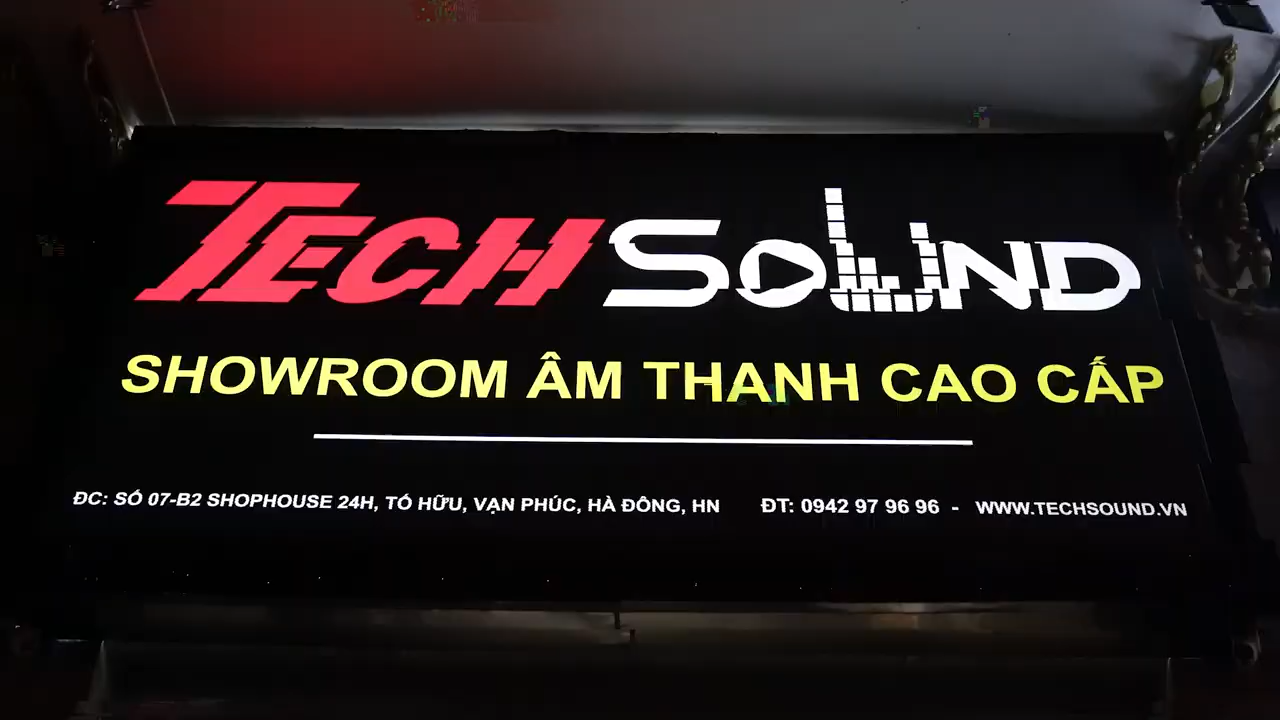 TECHSOUND
SHOWROOM ÂM THANH CAO CẤP
ĐC: SỐ 07-B2 SHOPHOUSE 24H, TỐ HỮU, VẠN PHÚC, HÀ ĐÔNG, HN ĐT: 0942 97 96 96 - WWW.TECHSOUND.VN